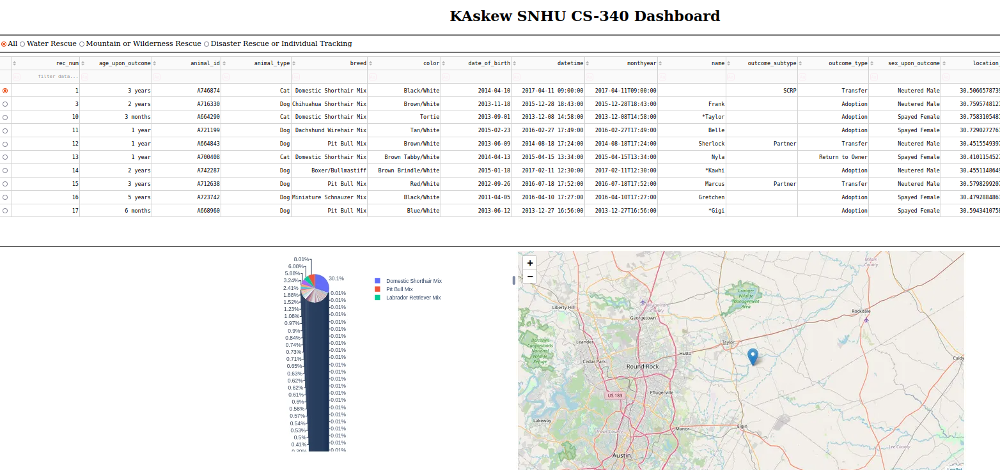 KAskew SNHU CS-340 Dashboard
All Water Rescue Mountain or Wilderness Rescue Disaster Rescue or Individual Tracking
rec_num age_upon_outcome animal_id animal_type breed color date_of_birth datetime monthyear name outcome_subtype outcome_type sex_upon_outcome location_
filter data...
1 3 years A746874 Cat Domestic Shorthair Mix Black/White 2014-04-10 2017-04-11 09:00:00 2017-04-11T09:00:00 SCRP Transfer Neutered Male 30.5066578739
3 2 years A716330 Dog Chihuahua Shorthair Mix Brown/White 2013-11-18 2015-12-28 18:43:00 2015-12-28T18:43:00 Frank Adoption Neutered Male 30.759574812
10 3 months A664290 Cat Domestic Shorthair Mix Tortie 2013-09-01 2013-12-08 14:58:00 2013-12-08T14:58:00 *Taylor Adoption Spayed Female 30.758310548
11 1 year A721199 Dog Dachshund Wirehair Mix Tan/White 2015-02-23 2016-02-27 17:49:00 2016-02-27T17:49:00 Belle Adoption Spayed Female 30.729027276
12 1 year A664843 Dog Pit Bull Mix Brown/White 2013-06-09 2014-08-18 17:24:00 2014-08-18T17:24:00 Sherlock Partner Transfer Neutered Male 30.451554939
13 1 year A700408 Cat Domestic Shorthair Mix Brown Tabby/White 2014-04-13 2015-04-15 13:34:00 2015-04-15T13:34:00 Nyla Return to Owner Spayed Female 30.410115452
14 2 years A742287 Dog Boxer/Bullmastiff Brown Brindle/White 2015-01-18 2017-02-11 12:30:00 2017-02-11T12:30:00 *Kawhi Adoption Neutered Male 30.455114864
15 3 years A712638 Dog Pit Bull Mix Red/White 2012-09-26 2016-07-18 17:52:00 2016-07-18T17:52:00 Marcus Partner Transfer Neutered Male 30.579829920
16 5 years A723742 Dog Miniature Schnauzer Mix Black/White 2011-04-05 2016-04-10 17:27:00 2016-04-10T17:27:00 Gretchen Adoption Spayed Female 30.479288486
17 6 months A668960 Dog Pit Bull Mix Blue/White 2013-06-12 2013-12-27 16:56:00 2013-12-27T16:56:00 *Gigi Adoption Spayed Female 30.594341075
8.01%
6.08%
5.88% 30.1%
3.24%
2.41% 0.01%
1.88% 0.01%
1.52% 0.01%
1.23% 0.01%
1.08% 0.01%
0.97% 0.01%
0.9% 0.01%
0.84% 0.01%
0.74% 0.01%
0.73% 0.01%
0.71% 0.01%
0.65% 0.01%
0.63% 0.01%
0.62% 0.01%
0.62% 0.01%
0.61% 0.01%
0.6% 0.01%
0.58% 0.01%
0.57% 0.01%
0.54% 0.01%
0.53% 0.01%
0.5% 0.01%
0.41% 0.01%
0.39% 0.01%
Domestic Shorthair Mix
Pit Bull Mix
Labrador Retriever Mix
+
−
Milam
County
Granger
Wildlife
Management
Area
Liberty Hill
Williamson
County
Georgetown
Rockdale
Balcones
Canyonlands
National
Wildlife
Refuge
Leander
Taylor
Hutto
Cedar Park
Round Rock
Caldw
US 183
Pflugerville
Lakeway
Travis County
Manor
Elgin
Lee County
Austin
Leaflet